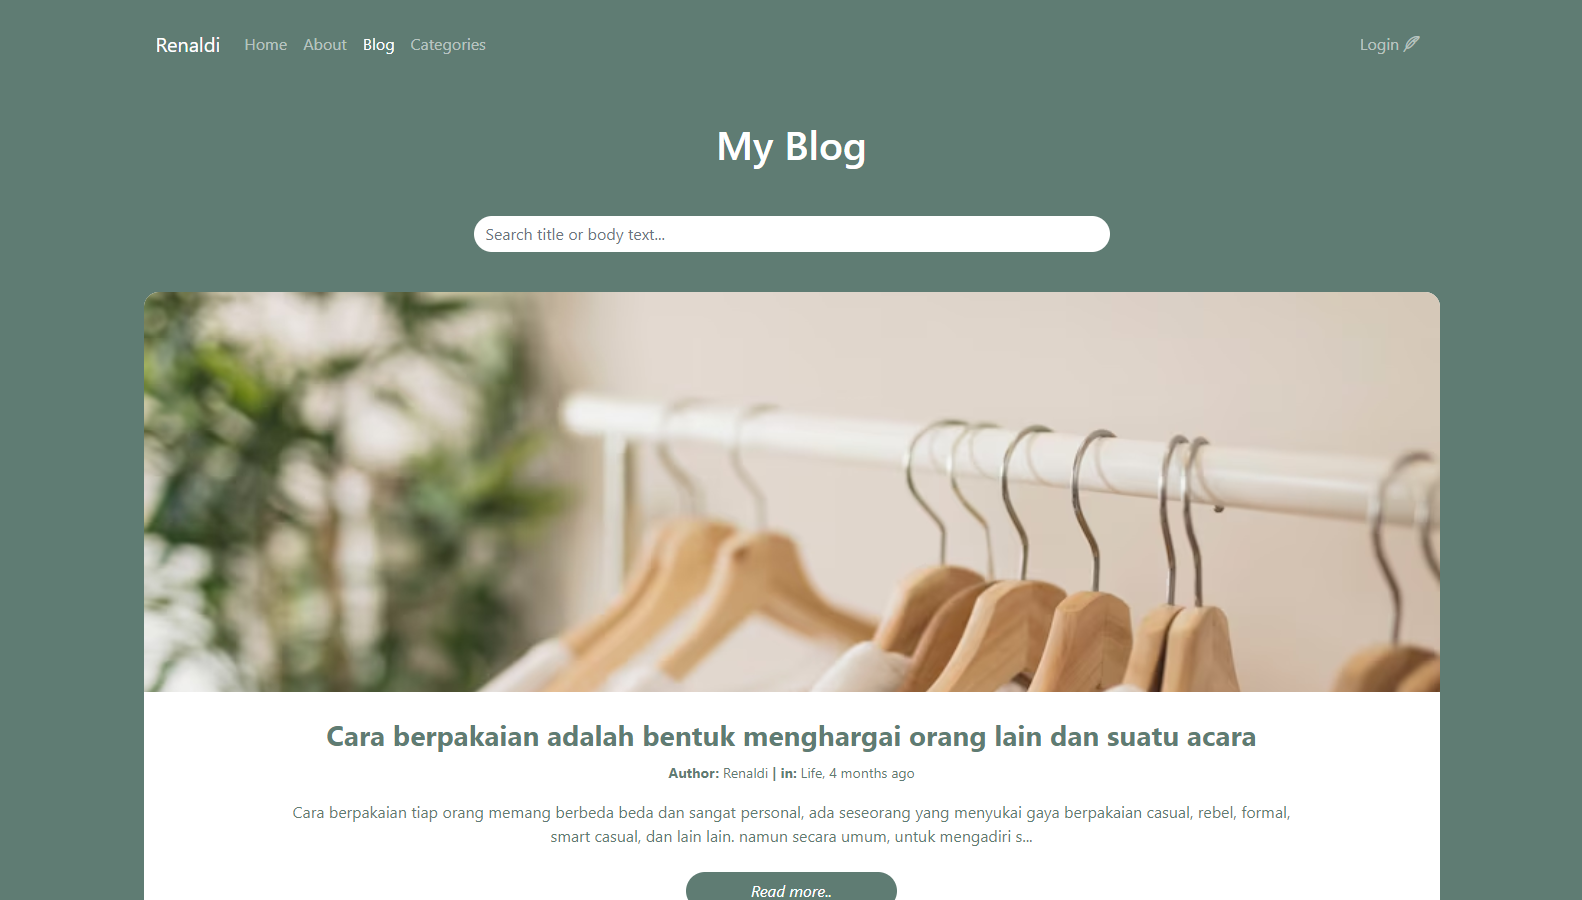 Renaldi Home About Blog Categories Login
My Blog
Search title or body text...
Cara berpakaian adalah bentuk menghargai orang lain dan suatu acara
Author: Renaldi | in: Life, 4 months ago
Cara berpakaian tiap orang memang berbeda beda dan sangat personal, ada seseorang yang menyukai gaya berpakaian casual, rebel, formal,
smart casual, dan lain lain. namun secara umum, untuk mengadiri s...
Read more..